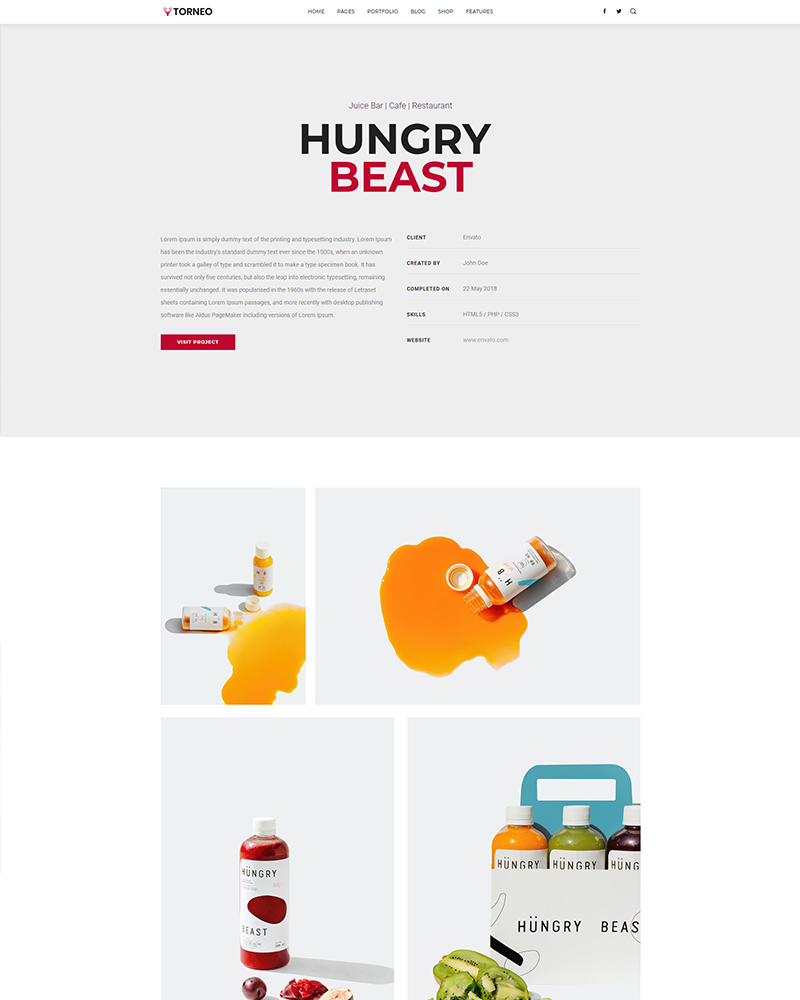 TORNEO
HOME PAGES PORTFOLIO BLOG SHOP FEATURES
Juice Bar | Cafe | Restaurant
HUNGRY
BEAST
Lorem Ipsum is simply dummy text of the printing and typesetting industry. Lorem Ipsum
has been the industry's standard dummy text ever since the 1500s, when an unknown
printer took a galley of type and scrambled it to make a type specimen book. It has
survived not only five centuries, but also the leap into electronic typesetting, remaining
essentially unchanged. It was popularised in the 1960s with the release of Letraset
sheets containing Lorem Ipsum passages, and more recently with desktop publishing
software like Aldus PageMaker including versions of Lorem Ipsum.
VISIT PROJECT
CLIENT Envato
CREATED BY John Doe
COMPLETED ON 22 May 2018
SKILLS HTML5 / PHP / CSS3
WEBSITE www.envato.com
H B
HÜNGRY
BEAST
HÜNGRY
HÜNGRY
HÜNG
HÜNGRY BEAS